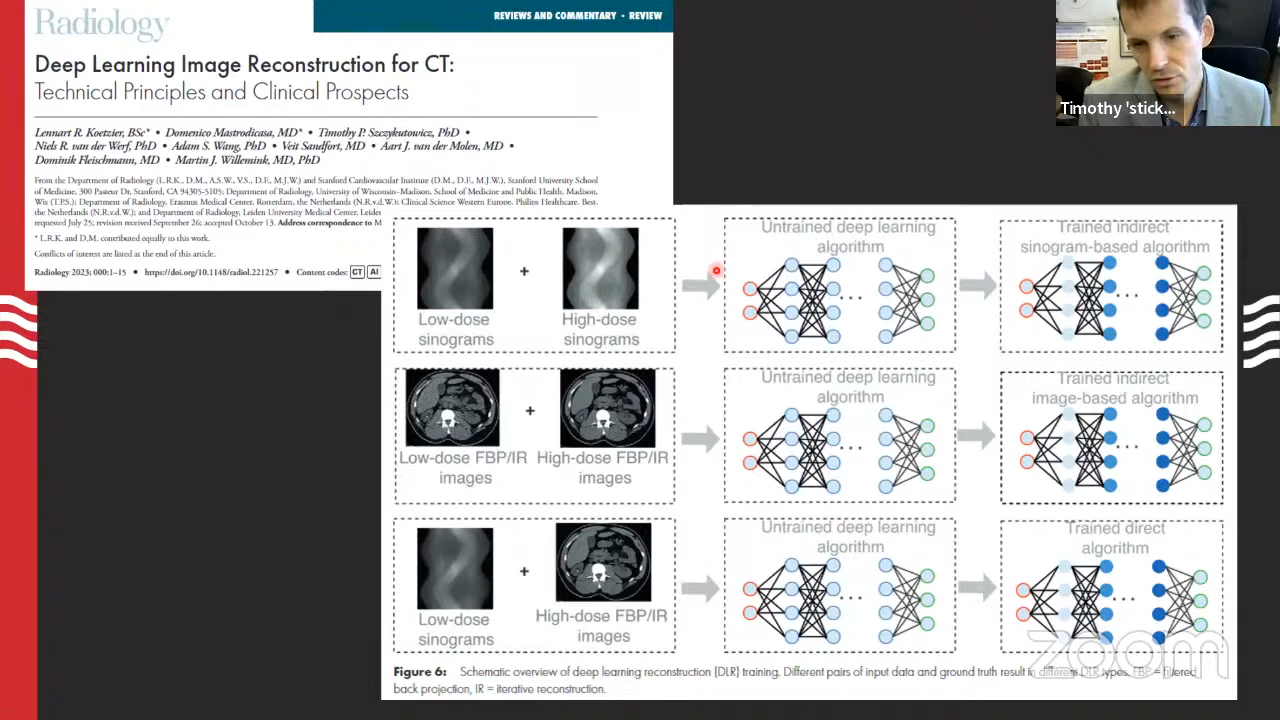 Radiology
REVIEWS AND COMMENTARY • REVIEW
Deep Learning Image Reconstruction for CT:
Technical Principles and Clinical Prospects
Lennart R. Koetzier, BSc* • Domenico Mastrodicasa, MD* • Timothy P. Szczykutowicz, PhD •
Niels R. van der Werf, PhD • Adam S. Wang, PhD • Veit Sandfort, MD • Aart J. van der Molen, MD •
Dominik Fleischmann, MD • Martin J. Willemink, MD, PhD
From the Department of Radiology (L.R.K., D.M., A.S.W., V.S., D.F., M.J.W.) and Stanford Cardiovascular Institute (D.M., D.F., M.J.W.), Stanford University School
of Medicine, 300 Pasteur Dr, Stanford, CA 94305-5105; Department of Radiology, University of Wisconsin–Madison, School of Medicine and Public Health, Madison,
Wis (T.P.S.); Department of Radiology, Erasmus Medical Center, Rotterdam, the Netherlands (N.R.v.d.W.); Clinical Science Western Europe, Philips Healthcare, Best,
the Netherlands (N.R.v.d.W.); and Department of Radiology, Leiden University Medical Center, Leide
requested July 25; revision received September 26; accepted October 13. Address correspondence to M
* L.R.K. and D.M. contributed equally to this work.
Conflicts of interest are listed at the end of this article.
Radiology 2023; 000:1–15 • https://doi.org/10.1148/radiol.221257 • Content codes: CT AI
Timothy 'stick...
Low-dose
sinograms
+
High-dose
sinograms
Untrained deep learning
algorithm
...
Trained indirect
sinogram-based algorithm
...
Low-dose FBP/IR
images
+
High-dose FBP/IR
images
Untrained deep learning
algorithm
...
Trained indirect
image-based algorithm
...
Low-dose
sinograms
+
High-dose FBP/IR
images
Untrained deep learning
algorithm
...
Trained direct
algorithm
...
zoom
Figure 6: Schematic overview of deep learning reconstruction (DLR) training. Different pairs of input data and ground truth result in different DLR types. FBP = filtered
back projection, IR = iterative reconstruction.